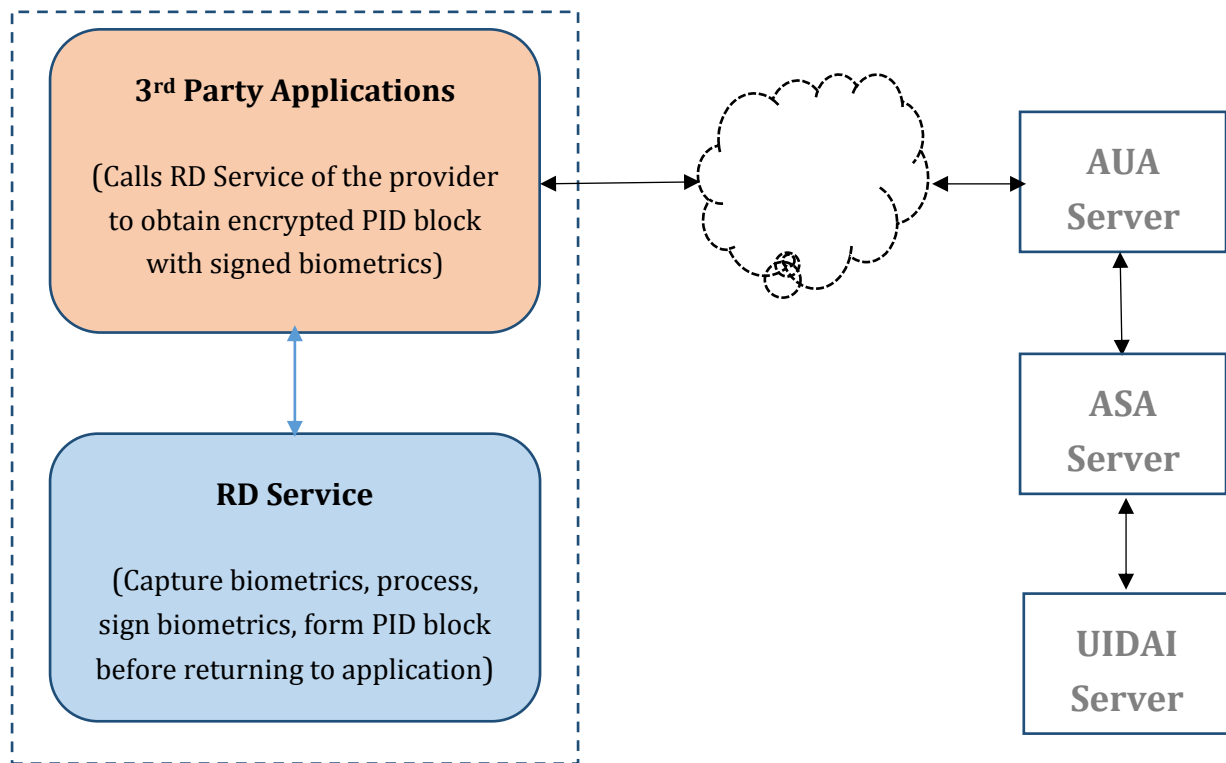 3rd Party Applications
(Calls RD Service of the provider
to obtain encrypted PID block
with signed biometrics)
RD Service
(Capture biometrics, process,
sign biometrics, form PID block
before returning to application)
AUA
Server
ASA
Server
UIDAI
Server